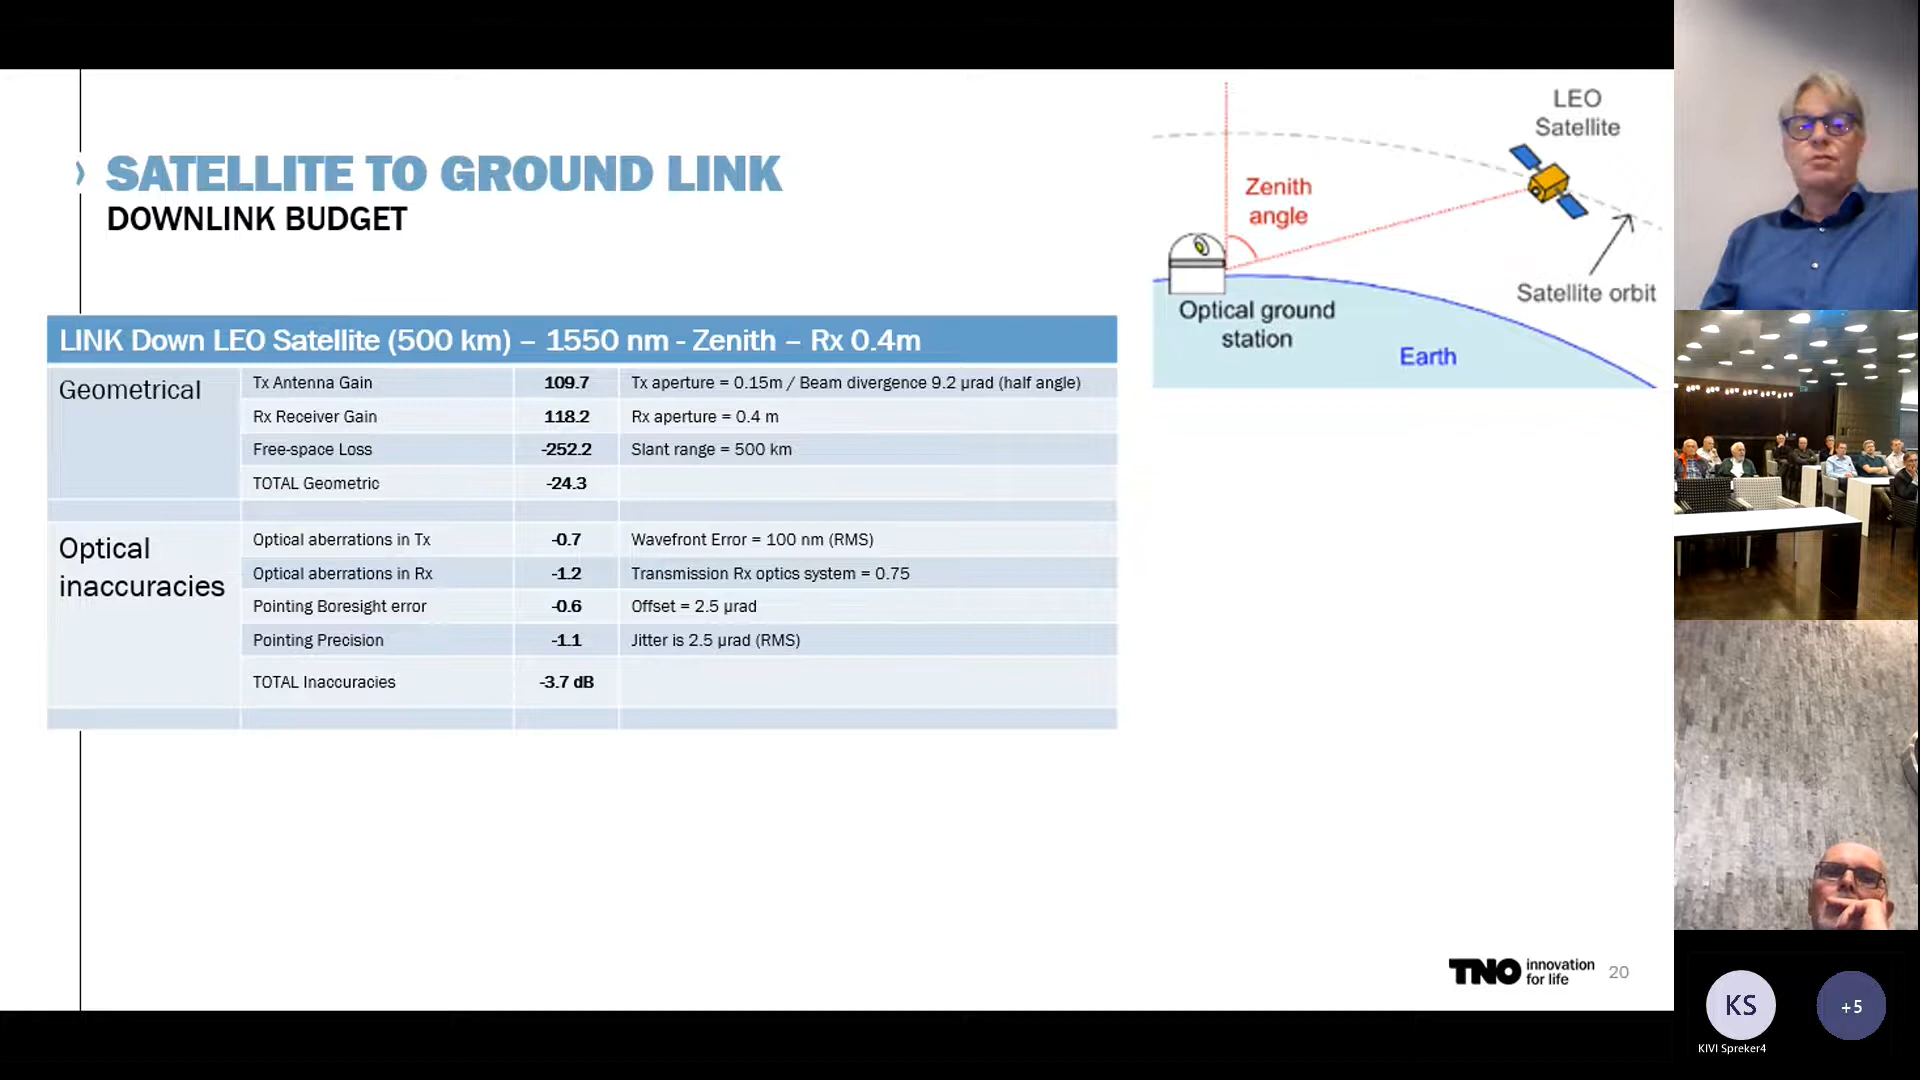 SATELLITE TO GROUND LINK
DOWNLINK BUDGET
LEO
Satellite
Zenith
angle
Satellite orbit
Optical ground
station
Earth
LINK Down LEO Satellite (500 km) – 1550 nm - Zenith – Rx 0.4m
Geometrical
Tx Antenna Gain 109.7 Tx aperture = 0.15m / Beam divergence 9.2 µrad (half angle)
Rx Receiver Gain 118.2 Rx aperture = 0.4 m
Free-space Loss -252.2 Slant range = 500 km
TOTAL Geometric -24.3
Optical
inaccuracies
Optical aberrations in Tx -0.7 Wavefront Error = 100 nm (RMS)
Optical aberrations in Rx -1.2 Transmission Rx optics system = 0.75
Pointing Boresight error -0.6 Offset = 2.5 µrad
Pointing Precision -1.1 Jitter is 2.5 µrad (RMS)
TOTAL Inaccuracies -3.7 dB
TNO innovation
for life
20
KS
+5
KIVI Spreker4